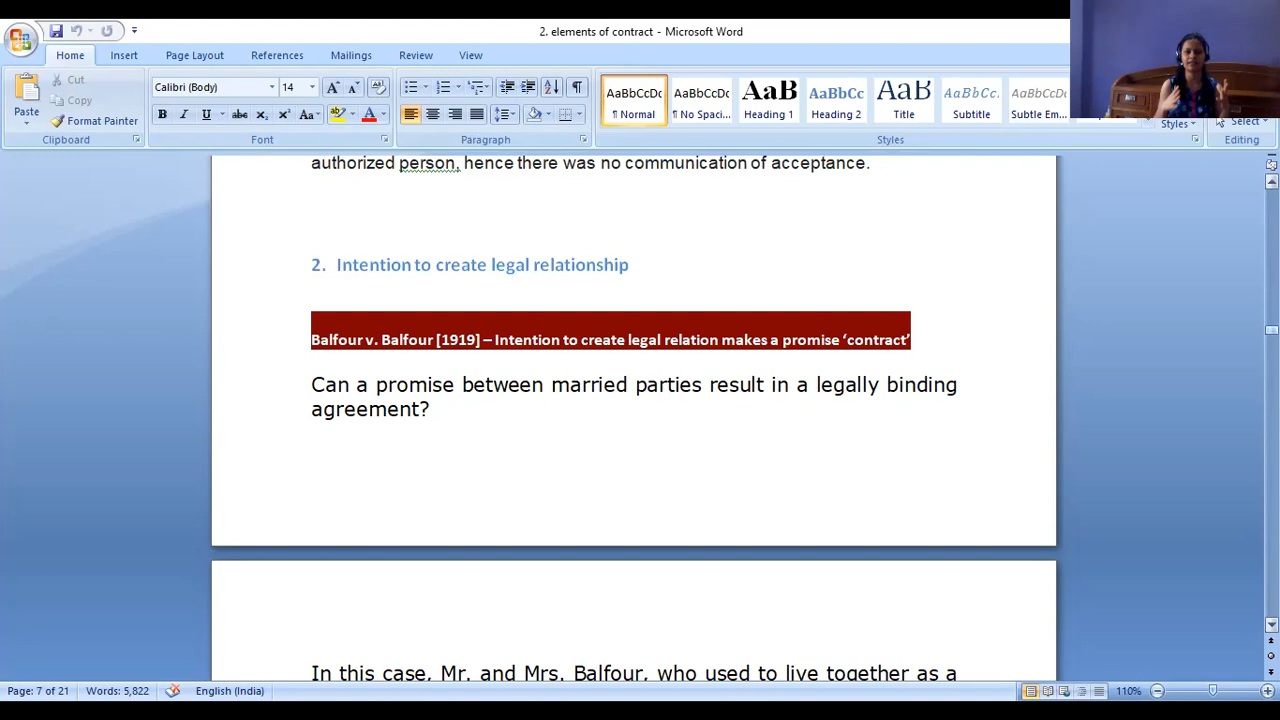 2. elements of contract - Microsoft Word
Home Insert Page Layout References Mailings Review View
Paste
Cut
Copy
Format Painter
Clipboard
Calibri (Body) 14
Font
Paragraph
AaBbCcDc AaBbCcDc AaB AaBbCc AaB AaBbCc. AaBbCcDc
¶ Normal ¶ No Spaci... Heading 1 Heading 2 Title Subtitle Subtle Em...
Styles
Styles
Select
Editing
authorized person, hence there was no communication of acceptance.
2. Intention to create legal relationship
Balfour v. Balfour [1919] – Intention to create legal relation makes a promise ‘contract’
Can a promise between married parties result in a legally binding
agreement?
In this case, Mr. and Mrs. Balfour, who used to live together as a
Page: 7 of 21 Words: 5,822 English (India) 110%